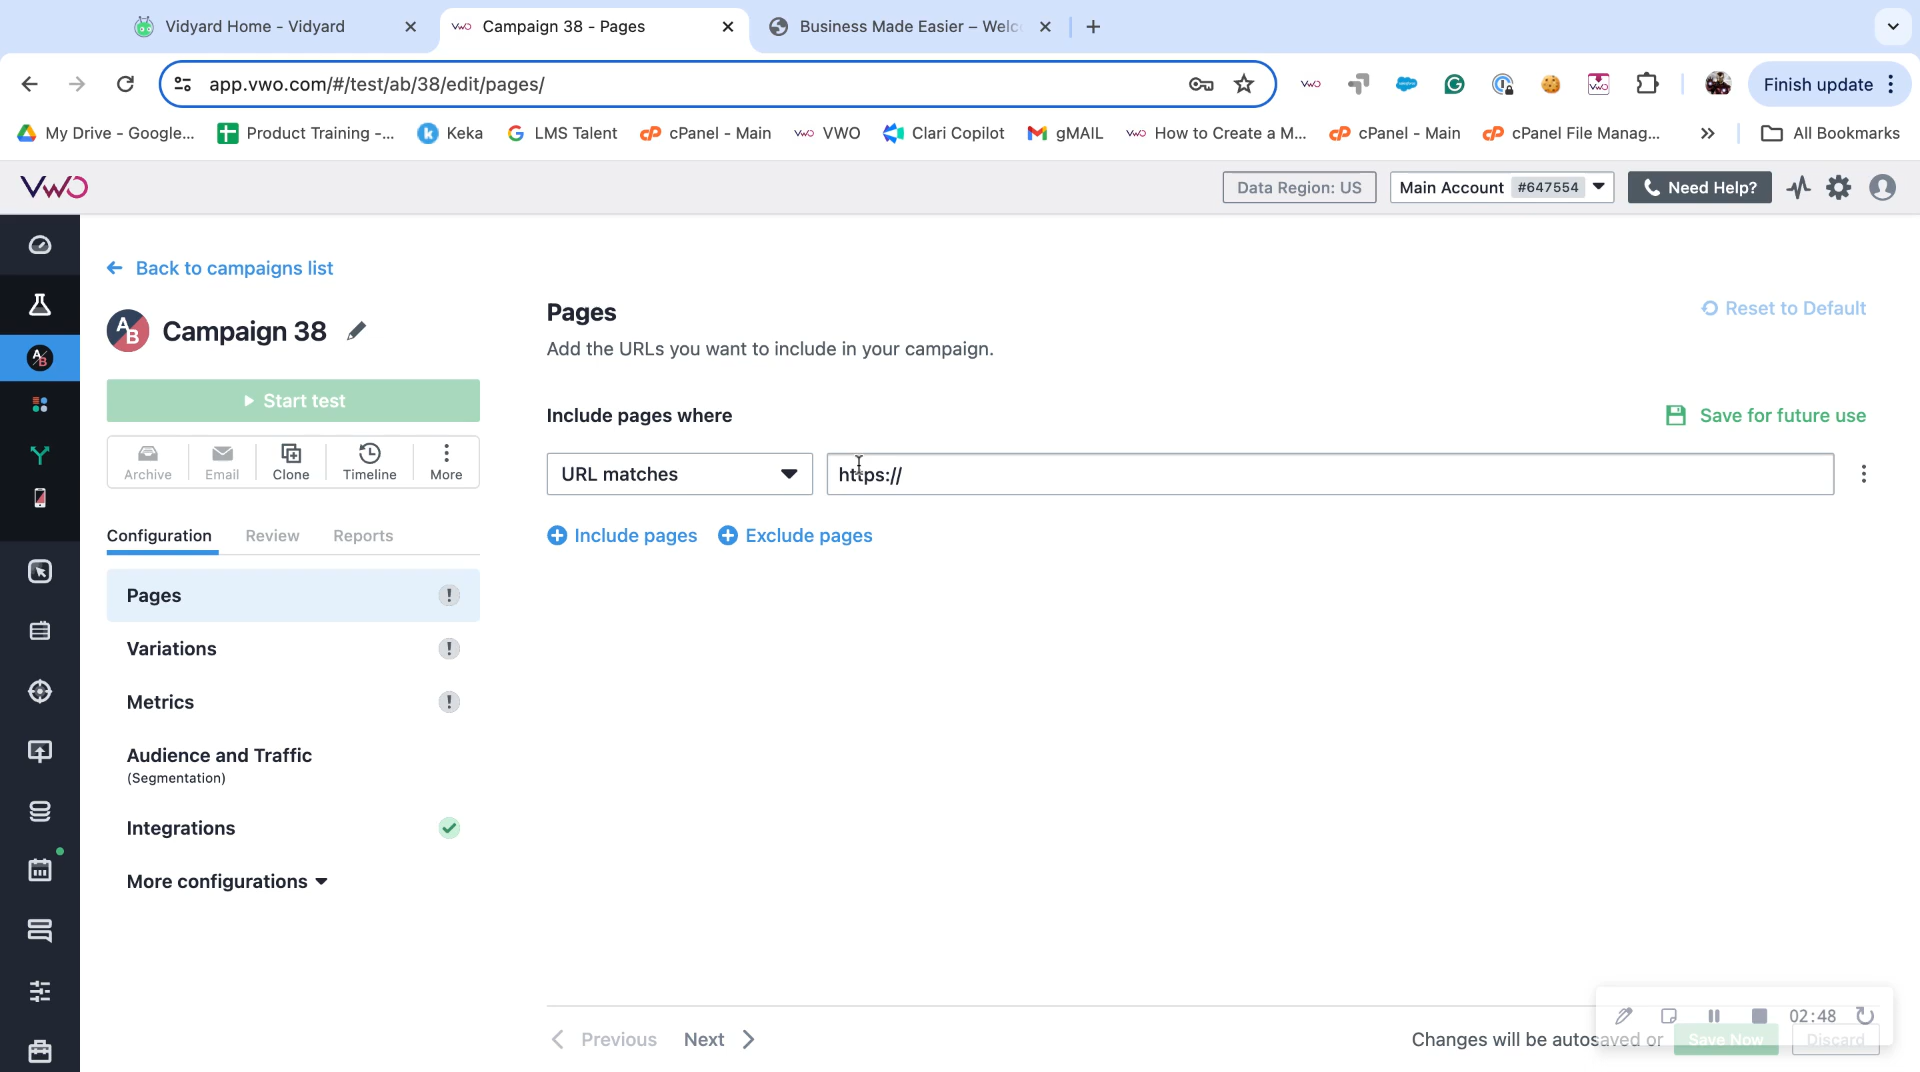 Vidyard Home - Vidyard
Campaign 38 - Pages
Business Made Easier – Welc
app.vwo.com/#/test/ab/38/edit/pages/
Finish update
My Drive - Google...
Product Training -...
Keka
LMS Talent
cPanel - Main
VWO
Clari Copilot
gMAIL
How to Create a M...
cPanel - Main
cPanel File Manag...
All Bookmarks
VWO
Data Region: US
Main Account #647554
Need Help?
Back to campaigns list
AB
Campaign 38
Start test
Archive
Email
Clone
Timeline
More
Configuration
Review
Reports
Pages
Variations
Metrics
Audience and Traffic
(Segmentation)
Integrations
More configurations
Pages
Add the URLs you want to include in your campaign.
Reset to Default
Include pages where
Save for future use
URL matches
https://
Include pages
Exclude pages
Previous
Next
02:48
Changes will be autosaved or
Save Now
Discard